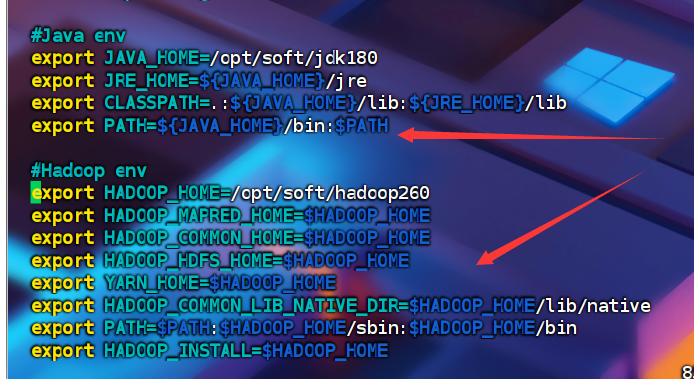 #Java env
export JAVA_HOME=/opt/soft/jdk180
export JRE_HOME=${JAVA_HOME}/jre
export CLASSPATH=.:${JAVA_HOME}/lib:${JRE_HOME}/lib
export PATH=${JAVA_HOME}/bin:$PATH
#Hadoop env
export HADOOP_HOME=/opt/soft/hadoop260
export HADOOP_MAPRED_HOME=$HADOOP_HOME
export HADOOP_COMMON_HOME=$HADOOP_HOME
export HADOOP_HDFS_HOME=$HADOOP_HOME
export YARN_HOME=$HADOOP_HOME
export HADOOP_COMMON_LIB_NATIVE_DIR=$HADOOP_HOME/lib/native
export PATH=$PATH:$HADOOP_HOME/sbin:$HADOOP_HOME/bin
export HADOOP_INSTALL=$HADOOP_HOME